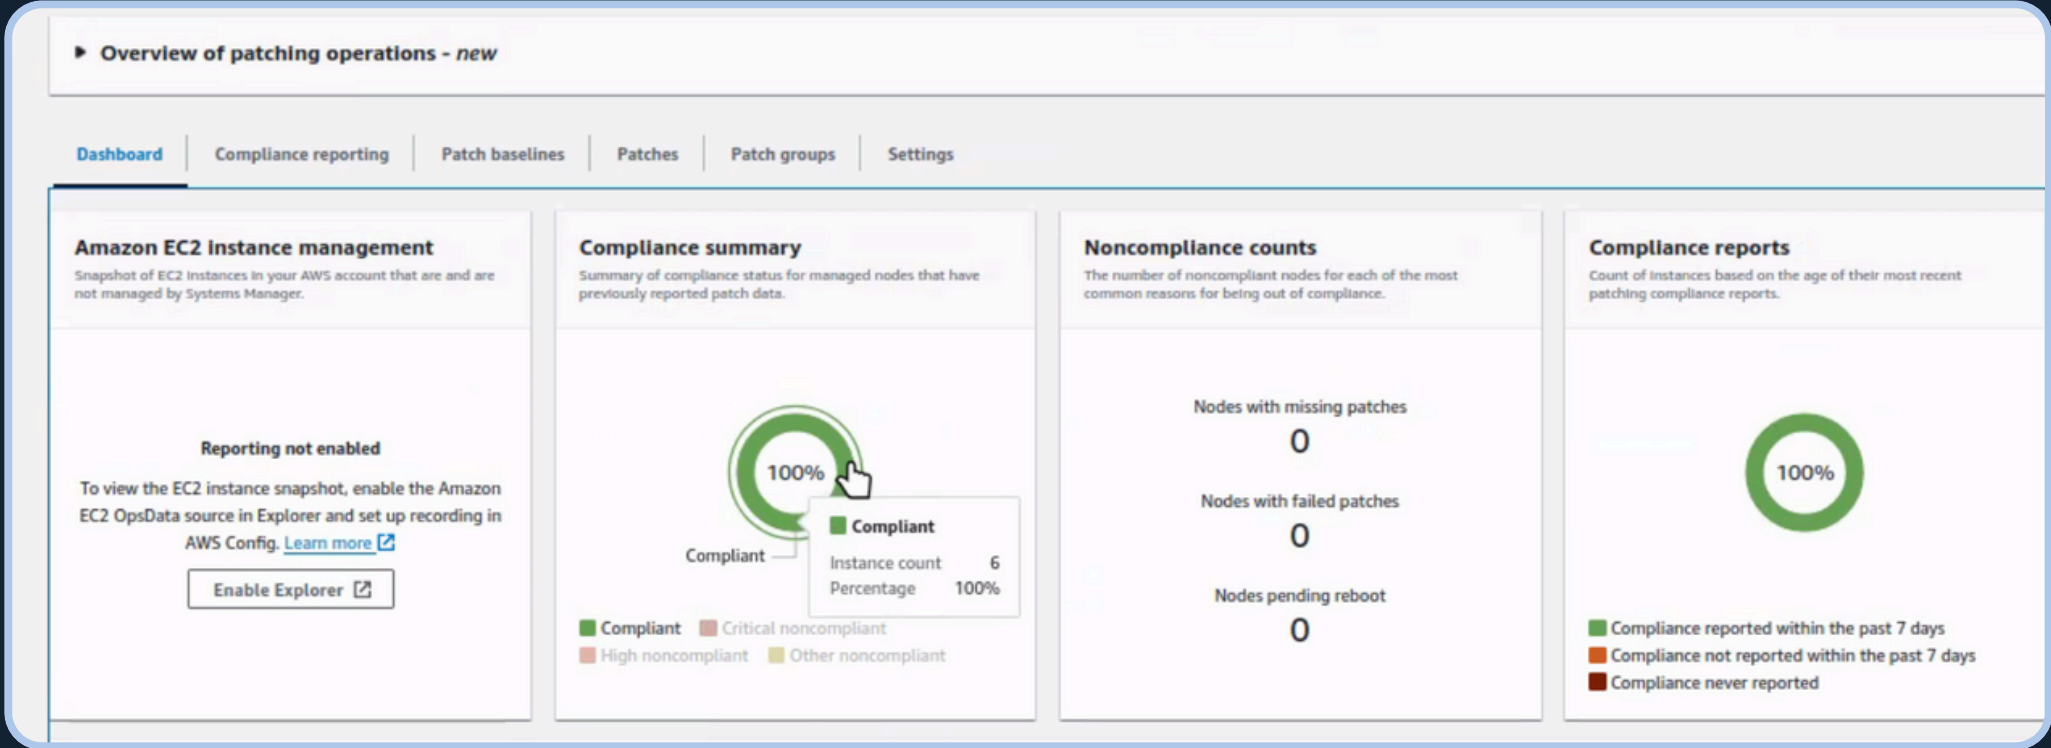 Overview of patching operations - new
Dashboard
Compliance reporting
Patch baselines
Patches
Patch groups
Settings
Amazon EC2 instance management
Snapshot of EC2 instances in your AWS account that are and are
not managed by Systems Manager.
Reporting not enabled
To view the EC2 instance snapshot, enable the Amazon
EC2 OpsData source in Explorer and set up recording in
AWS Config. Learn more
Enable Explorer
Compliance summary
Summary of compliance status for managed nodes that have
previously reported patch data.
100%
Compliant
Compliant
Instance count 6
Percentage 100%
Compliant
Critical noncompliant
High noncompliant
Other noncompliant
Noncompliance counts
The number of noncompliant nodes for each of the most
common reasons for being out of compliance.
Nodes with missing patches
0
Nodes with failed patches
0
Nodes pending reboot
0
Compliance reports
Count of instances based on the age of their most recent
patching compliance reports.
100%
Compliance reported within the past 7 days
Compliance not reported within the past 7 days
Compliance never reported